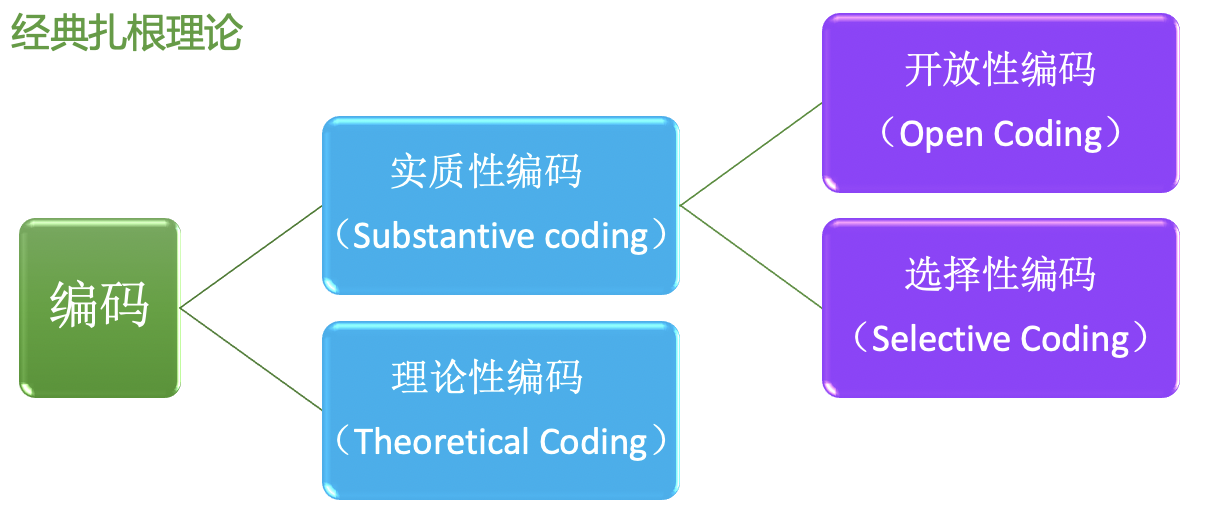 经典扎根理论
编码
实质性编码
（Substantive coding）
理论性编码
（Theoretical Coding）
开放性编码
（Open Coding）
选择性编码
（Selective Coding）